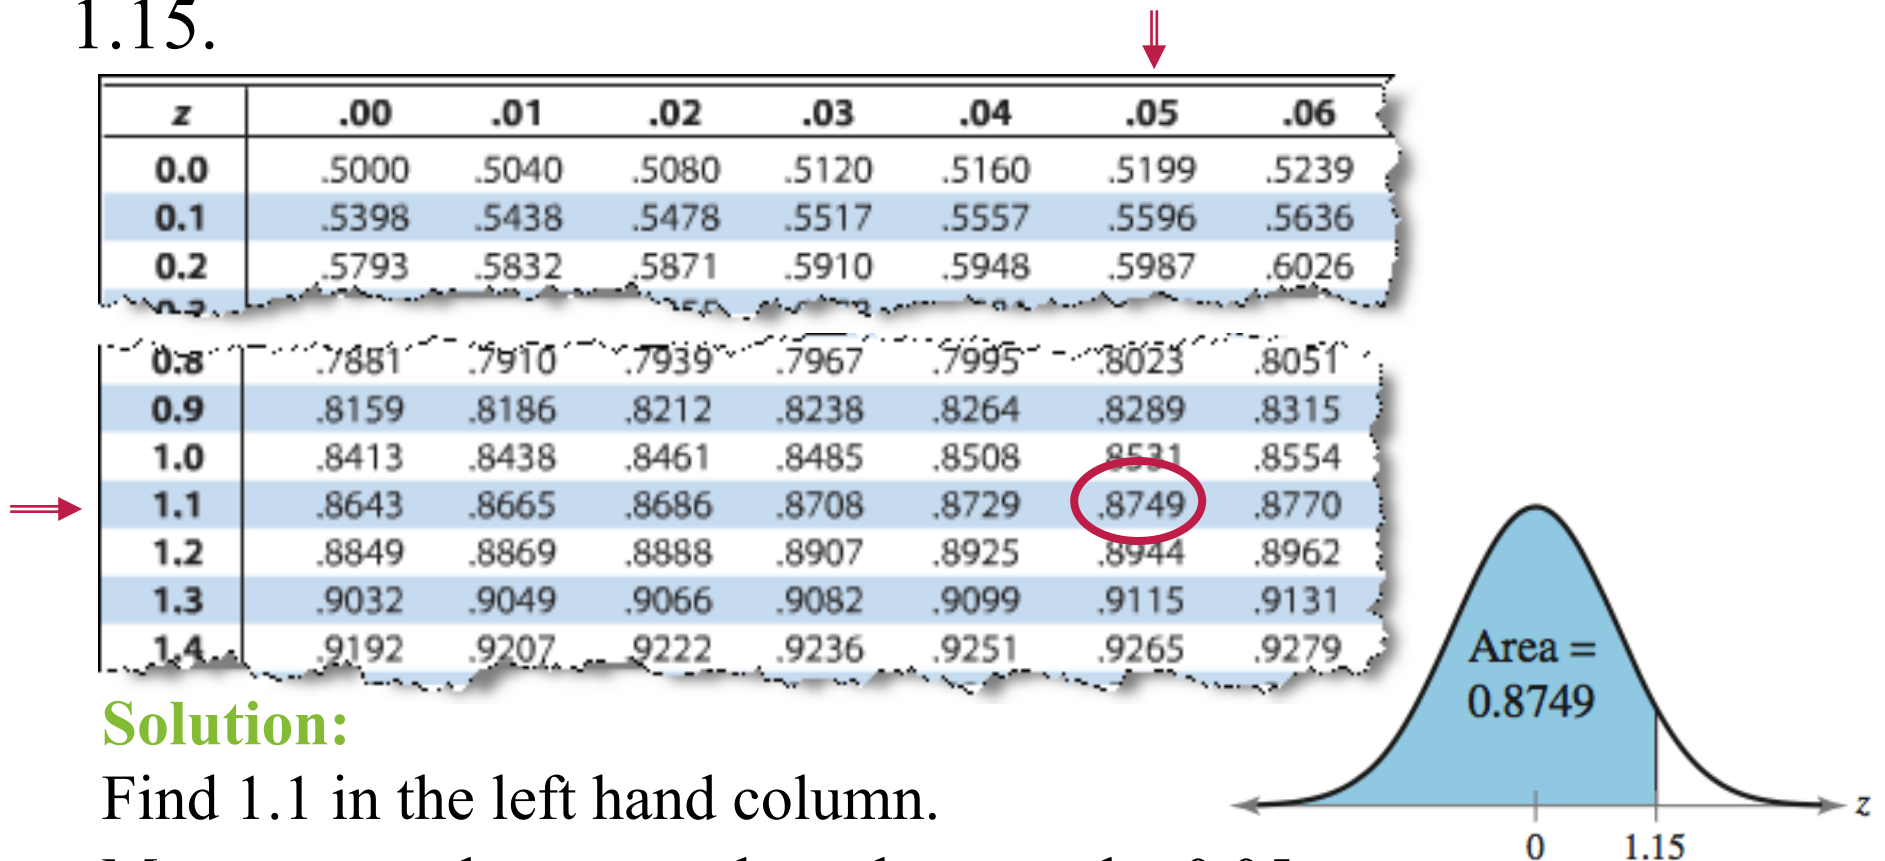 1.15.
z .00 .01 .02 .03 .04 .05 .06
0.0 .5000 .5040 .5080 .5120 .5160 .5199 .5239
0.1 .5398 .5438 .5478 .5517 .5557 .5596 .5636
0.2 .5793 .5832 .5871 .5910 .5948 .5987 .6026
0.8 .7881 .7910 .7939 .7967 .7995 .8023 .8051
0.9 .8159 .8186 .8212 .8238 .8264 .8289 .8315
1.0 .8413 .8438 .8461 .8485 .8508 .8531 .8554
1.1 .8643 .8665 .8686 .8708 .8729 .8749 .8770
1.2 .8849 .8869 .8888 .8907 .8925 .8944 .8962
1.3 .9032 .9049 .9066 .9082 .9099 .9115 .9131
1.4 .9192 .9207 .9222 .9236 .9251 .9265 .9279
Solution:
Find 1.1 in the left hand column.
Area =
0.8749
z
0 1.15